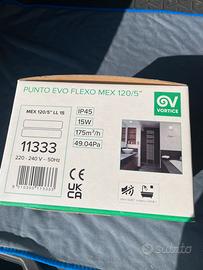 PUNTO EVO FLEXO MEX 120/5"
MEX 120/5" LL 1S
11333
220 - 240 V ~ 50Hz
IP45
15W
175m³/h
49.04Pa
CE
UK
CA
VORTICE
subito